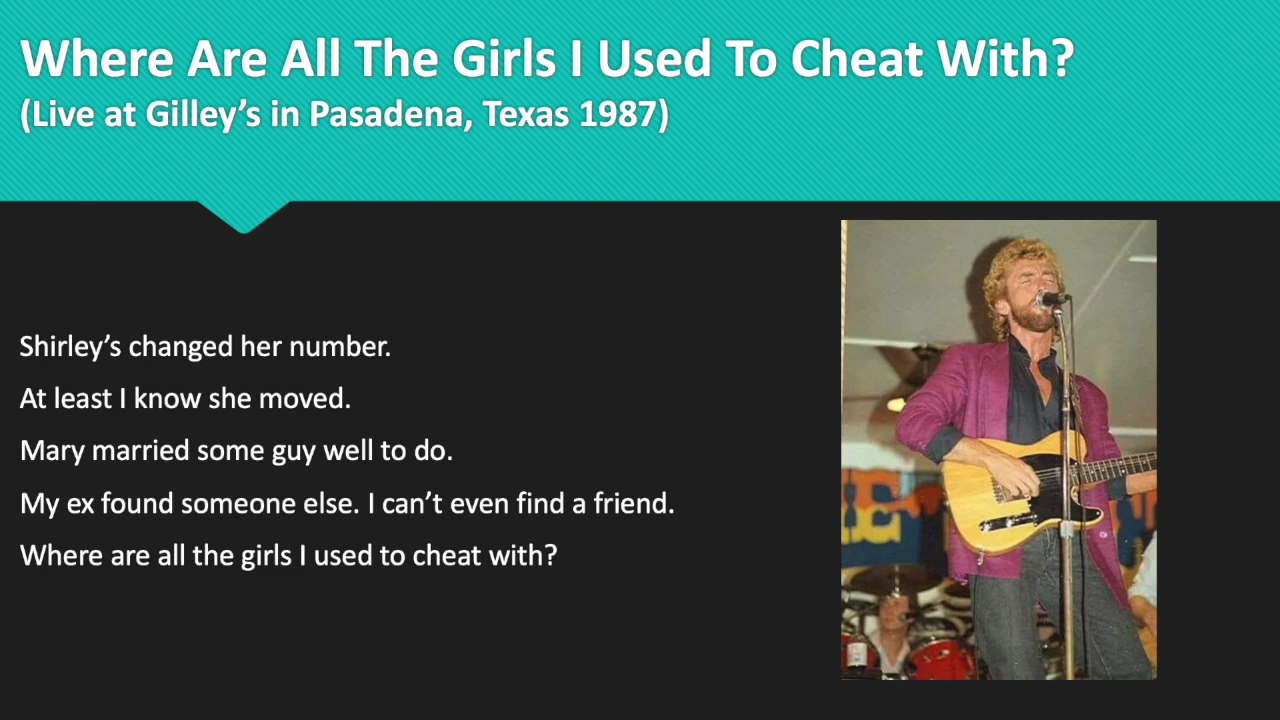 Where Are All The Girls I Used To Cheat With?
(Live at Gilley’s in Pasadena, Texas 1987)
Shirley’s changed her number.
At least I know she moved.
Mary married some guy well to do.
My ex found someone else. I can’t even find a friend.
Where are all the girls I used to cheat with?